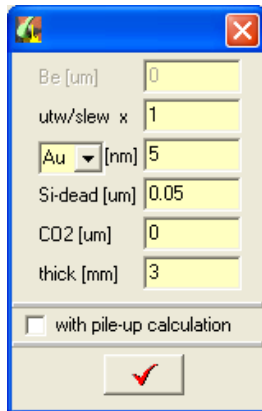 Be [um] 0
utw/slew x 1
Au [nm] 5
Si-dead [um] 0.05
CO2 [um] 0
thick [mm] 3
with pile-up calculation